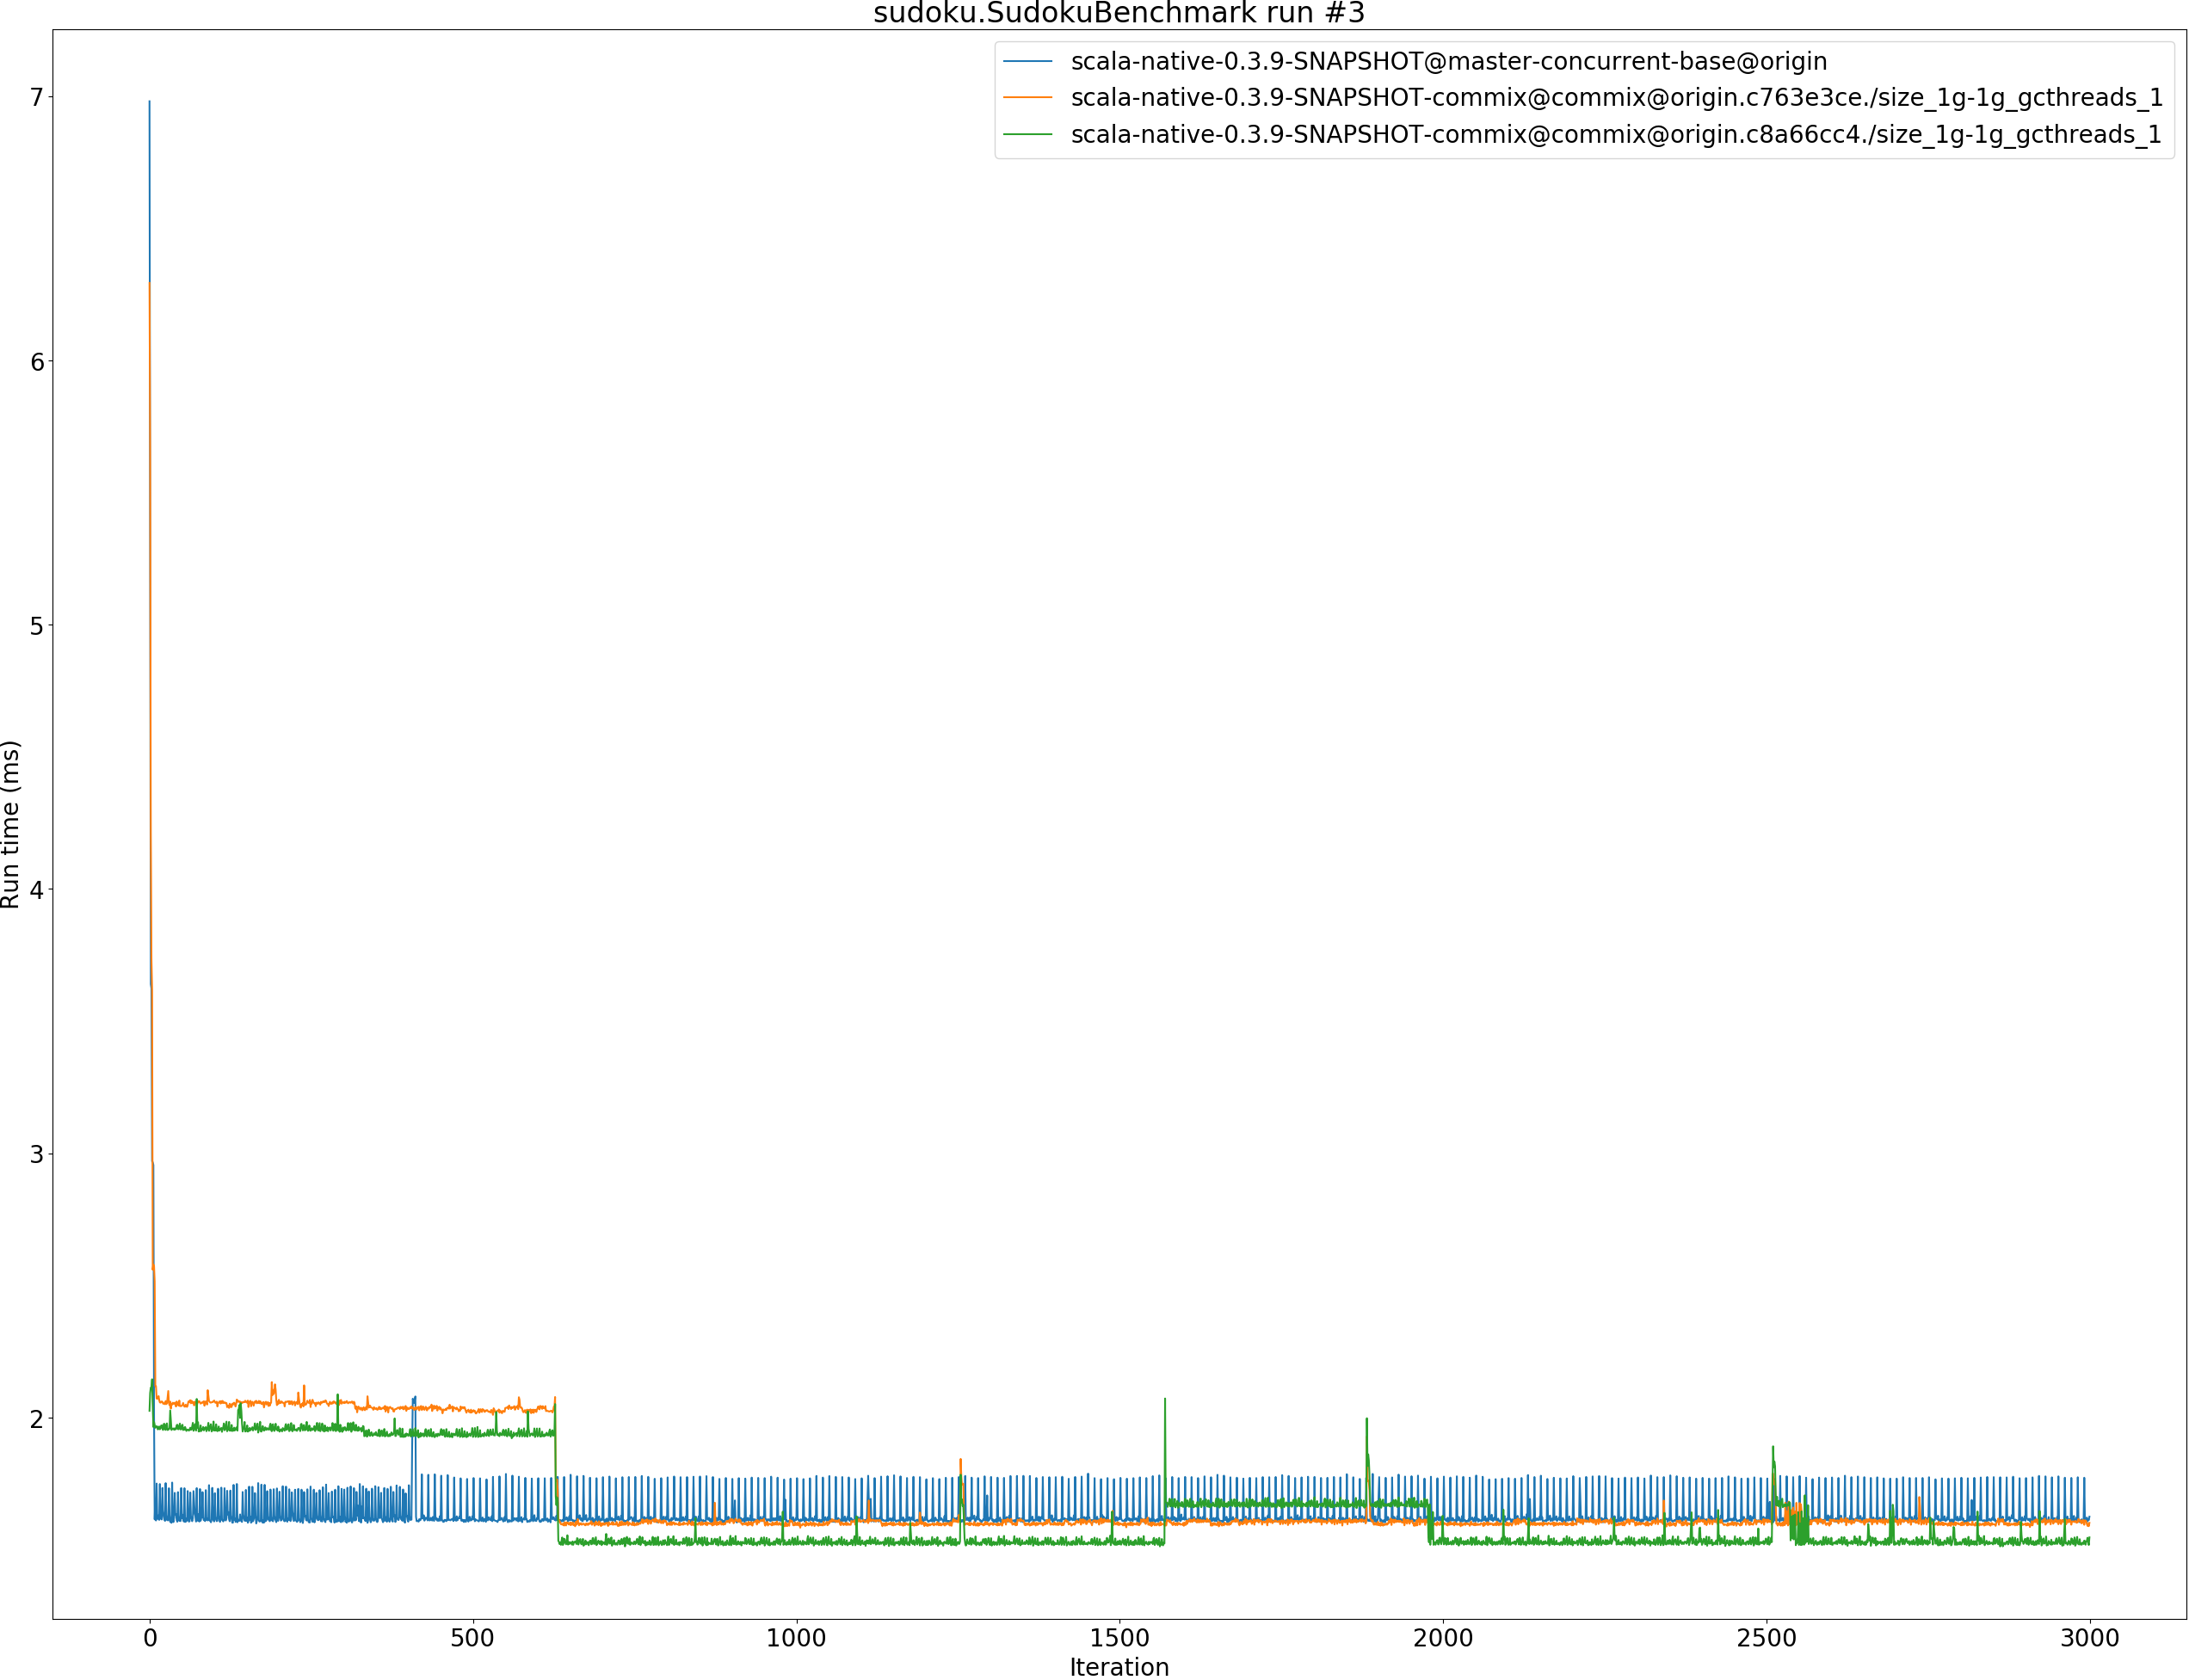 sudoku.SudokuBenchmark run #3
scala-native-0.3.9-SNAPSHOT@master-concurrent-base@origin
scala-native-0.3.9-SNAPSHOT-commix@commix@origin.c763e3ce./size_1g-1g_gcthreads_1
scala-native-0.3.9-SNAPSHOT-commix@commix@origin.c8a66cc4./size_1g-1g_gcthreads_1
7
6
5
4
3
2
Run time (ms)
0
500
1000
1500
2000
2500
3000
Iteration